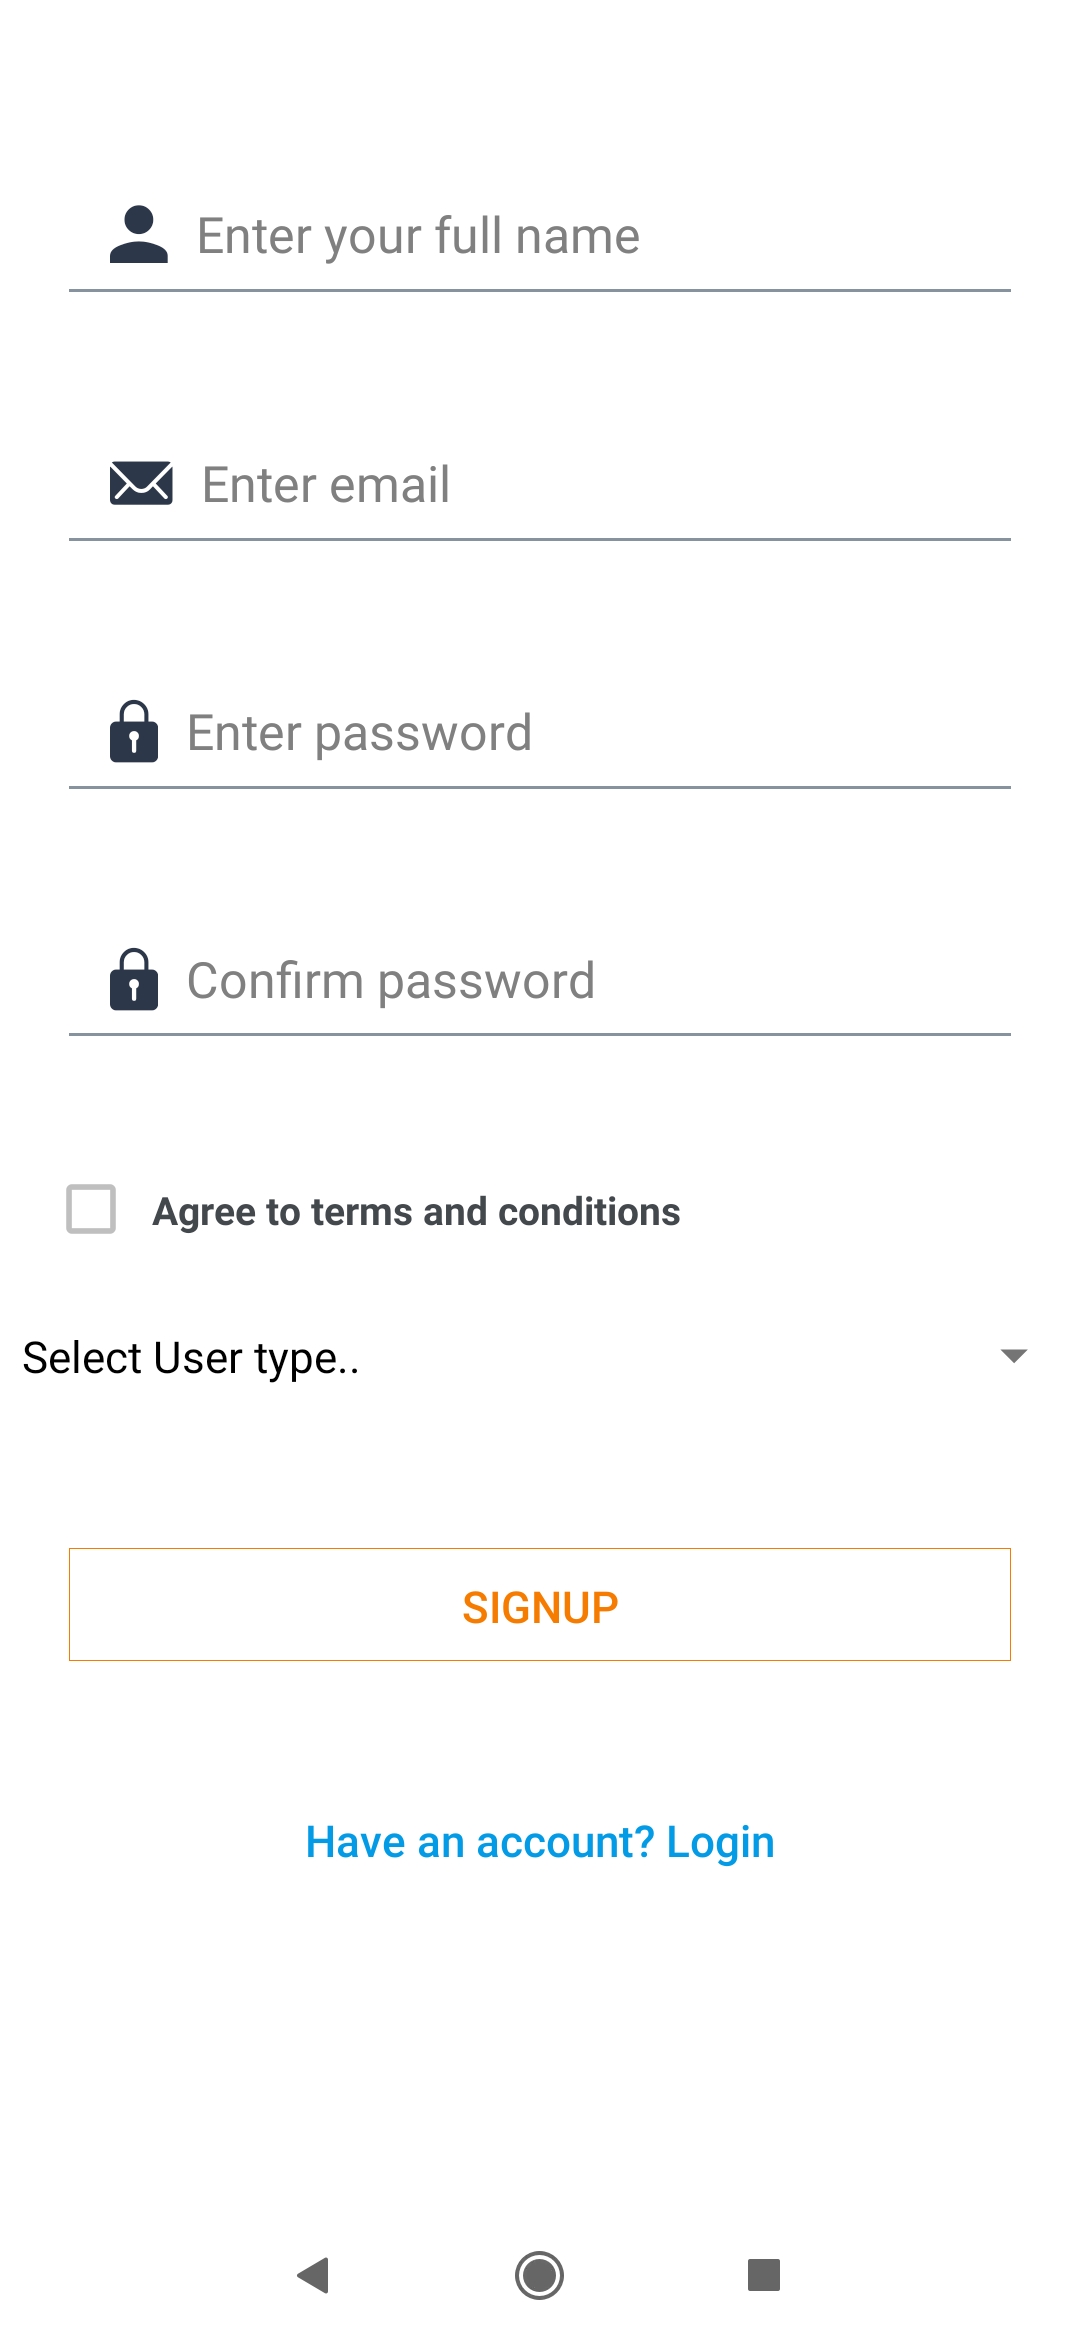 Enter your full name
Enter email
Enter password
Confirm password
Agree to terms and conditions
Select User type..
SIGNUP
Have an account? Login